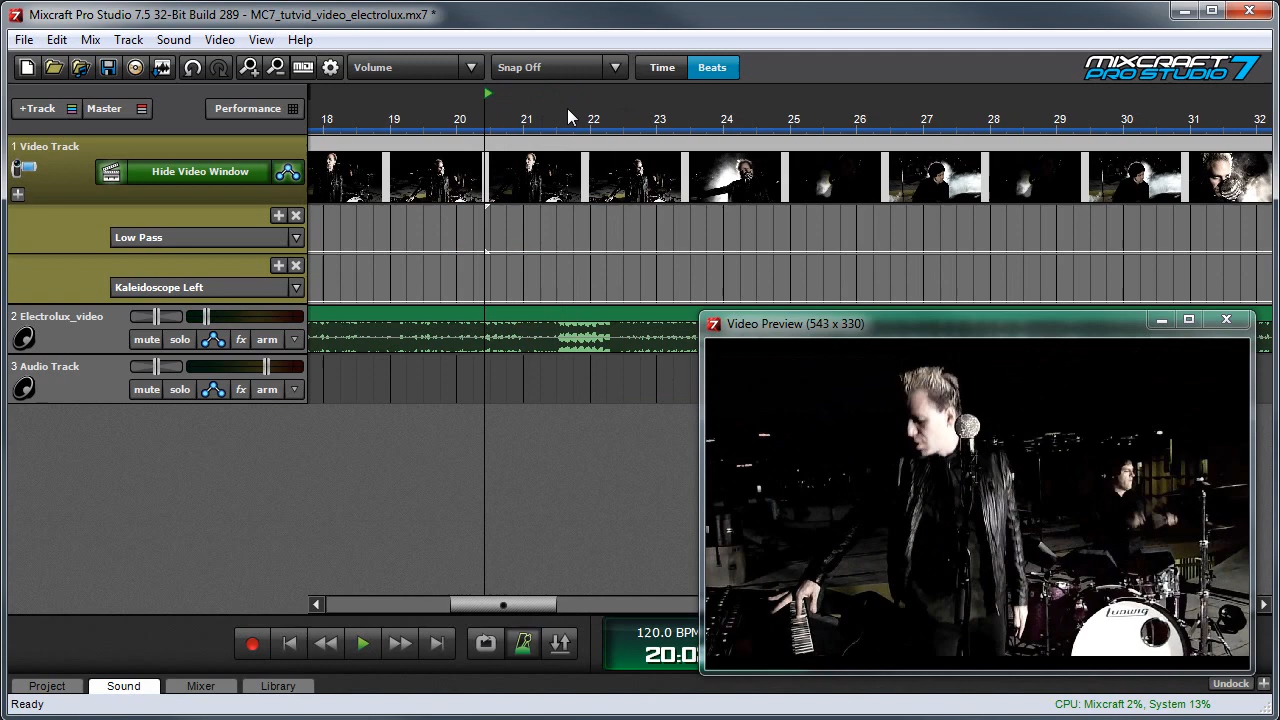 Mixcraft Pro Studio 7.5 32-Bit Build 289 - MC7_tutvid_video_electrolux.mx7 *
File Edit Mix Track Sound Video View Help
Volume Snap Off Time Beats MIXCRAFT PRO STUDIO 7
+Track Master Performance
18 19 20 21 22 23 24 25 26 27 28 29 30 31 32
1 Video Track
Hide Video Window
Low Pass
Kaleidoscope Left
2 Electrolux_video
mute solo fx arm
3 Audio Track
mute solo fx arm
Video Preview (543 x 330)
Ludwig
120.0 BPM
Project Sound Mixer Library
Undock
Ready
CPU: Mixcraft 2%, System 13%